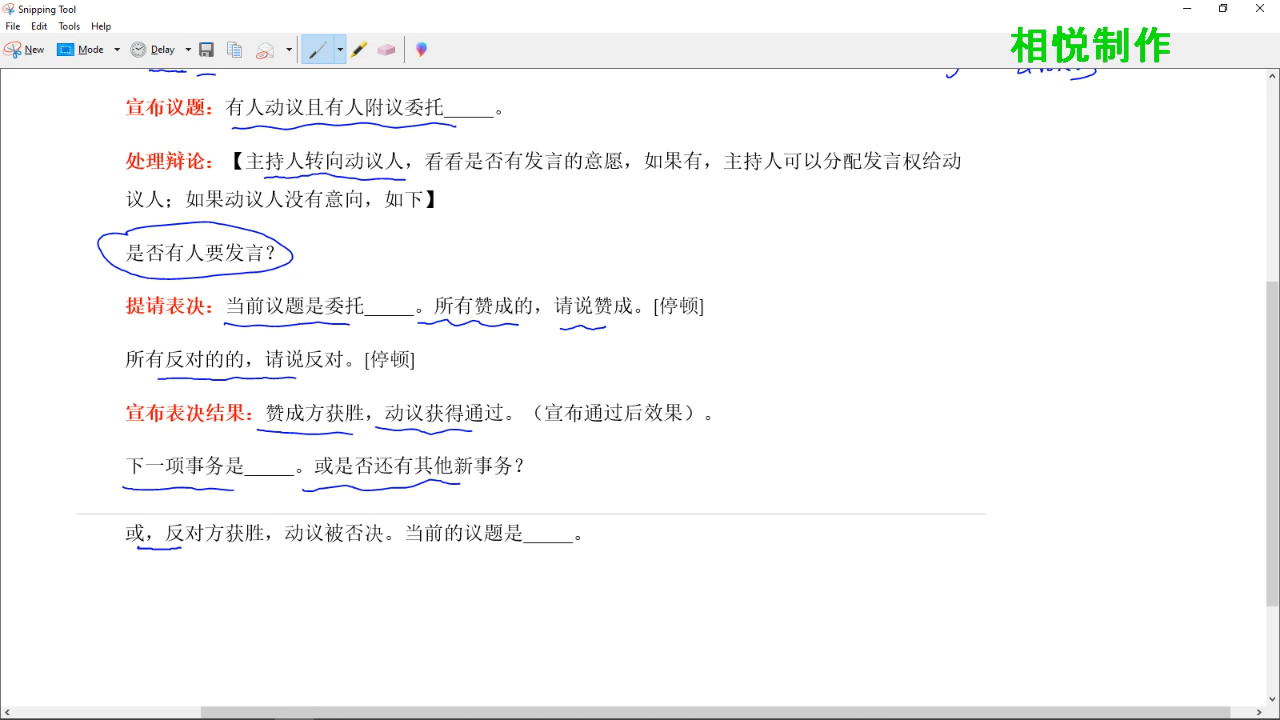 Snipping Tool
File Edit Tools Help
New Mode Delay
相悦制作
宣布议题：有人动议且有人附议委托_____。
处理辩论：【主持人转向动议人，看看是否有发言的意愿，如果有，主持人可以分配发言权给动
议人；如果动议人没有意向，如下】
是否有人要发言？
提请表决：当前议题是委托_____。所有赞成的，请说赞成。[停顿]
所有反对的的，请说反对。[停顿]
宣布表决结果：赞成方获胜，动议获得通过。（宣布通过后效果）。
下一项事务是_____。或是否还有其他新事务？
或，反对方获胜，动议被否决。当前的议题是_____。